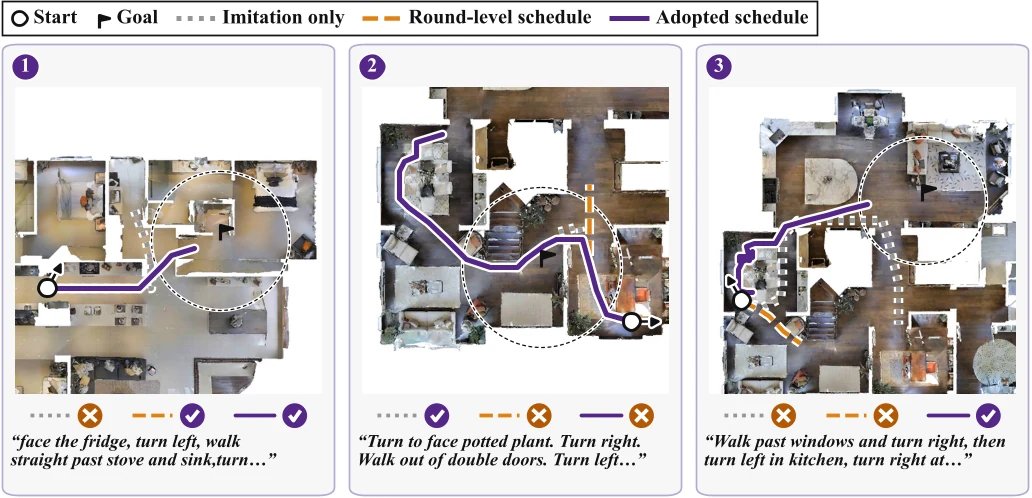 Start Goal Imitation only Round-level schedule Adopted schedule
1
“face the fridge, turn left, walk
straight past stove and sink,turn…”
2
“Turn to face potted plant. Turn right.
Walk out of double doors. Turn left…”
3
“Walk past windows and turn right, then
turn left in kitchen, turn right at…”